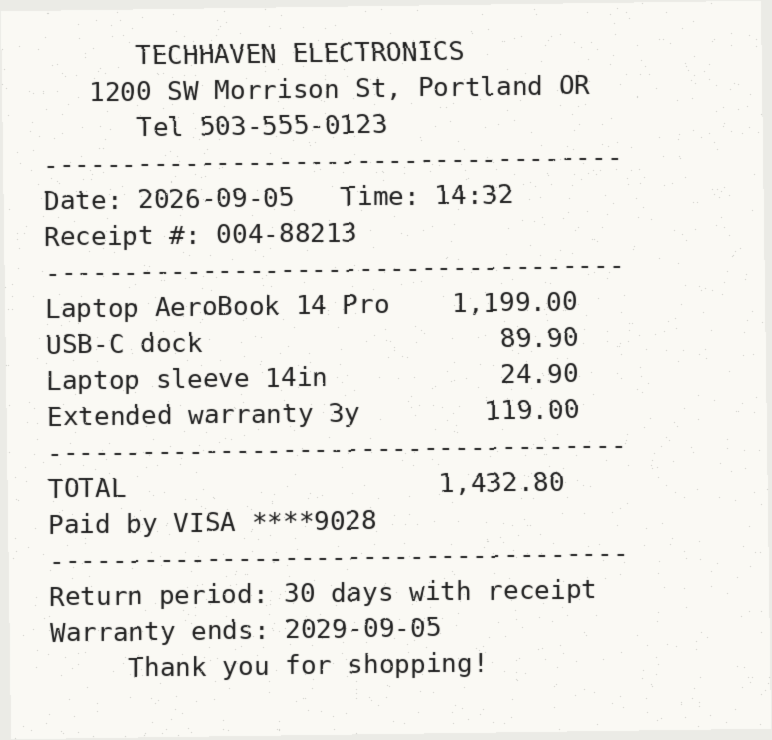 TECHHAVEN ELECTRONICS
1200 SW Morrison St, Portland OR
Tel 503-555-0123
-------------------------------------
Date: 2026-09-05   Time: 14:32
Receipt #: 004-88213
-------------------------------------
Laptop AeroBook 14 Pro    1,199.00
USB-C dock                   89.90
Laptop sleeve 14in           24.90
Extended warranty 3y        119.00
-------------------------------------
TOTAL                    1,432.80
Paid by VISA ****9028
-------------------------------------
Return period: 30 days with receipt
Warranty ends: 2029-09-05
Thank you for shopping!